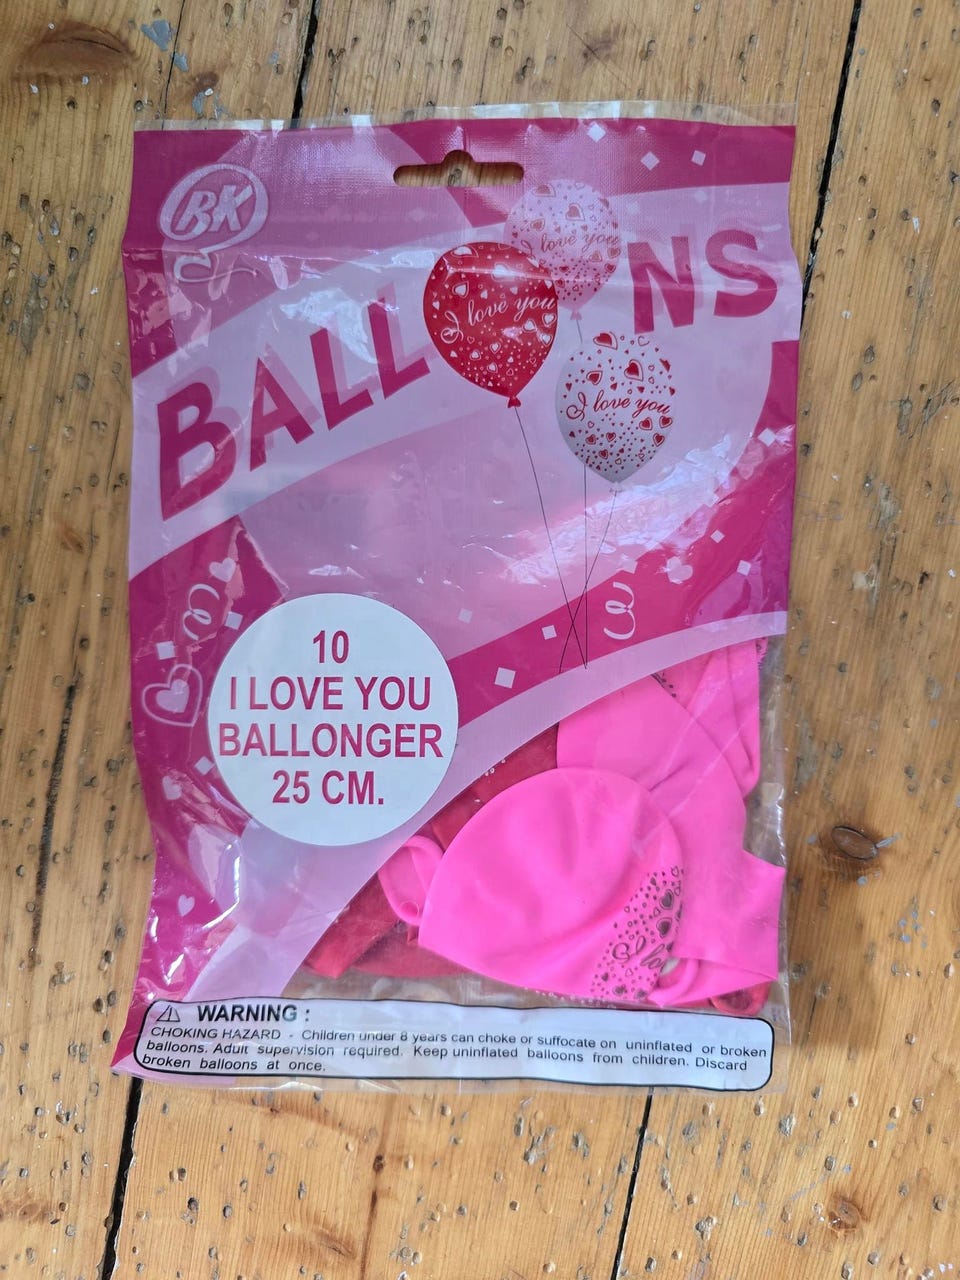 BK
BALLOONS
I love you
I love you
I love you
10
I LOVE YOU
BALLONGER
25 CM.
I lo
WARNING :
CHOKING HAZARD - Children under 8 years can choke or suffocate on uninflated or broken
balloons. Adult supervision required. Keep uninflated balloons from children. Discard
broken balloons at once.